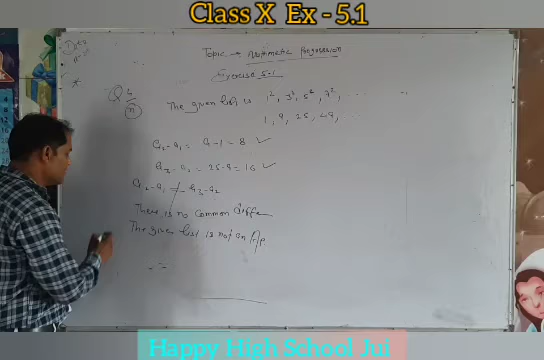 Class X Ex - 5.1
Topic → Arithmetic Progression
Exercise 5.1
Q 4
The given list is 1², 3², 5², 7², ...
1, 9, 25, 49, ...
a₂-a₁ = 9-1 = 8 ✓
a₃-a₂ = 25-9 = 16 ✓
a₂-a₁ ≠ a₃-a₂
There is no Common diffe
The given list is not an Ap
Happy High School Jui